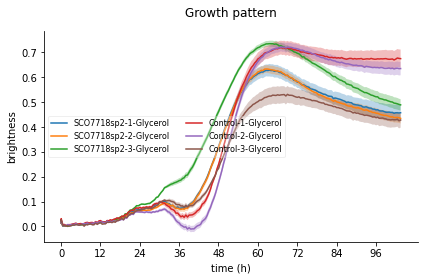 Growth pattern
brightness
0.7
0.6
0.5
0.4
0.3
0.2
0.1
0.0
SCO7718sp2-1-Glycerol
SCO7718sp2-2-Glycerol
SCO7718sp2-3-Glycerol
Control-1-Glycerol
Control-2-Glycerol
Control-3-Glycerol
0 12 24 36 48 60 72 84 96
time (h)